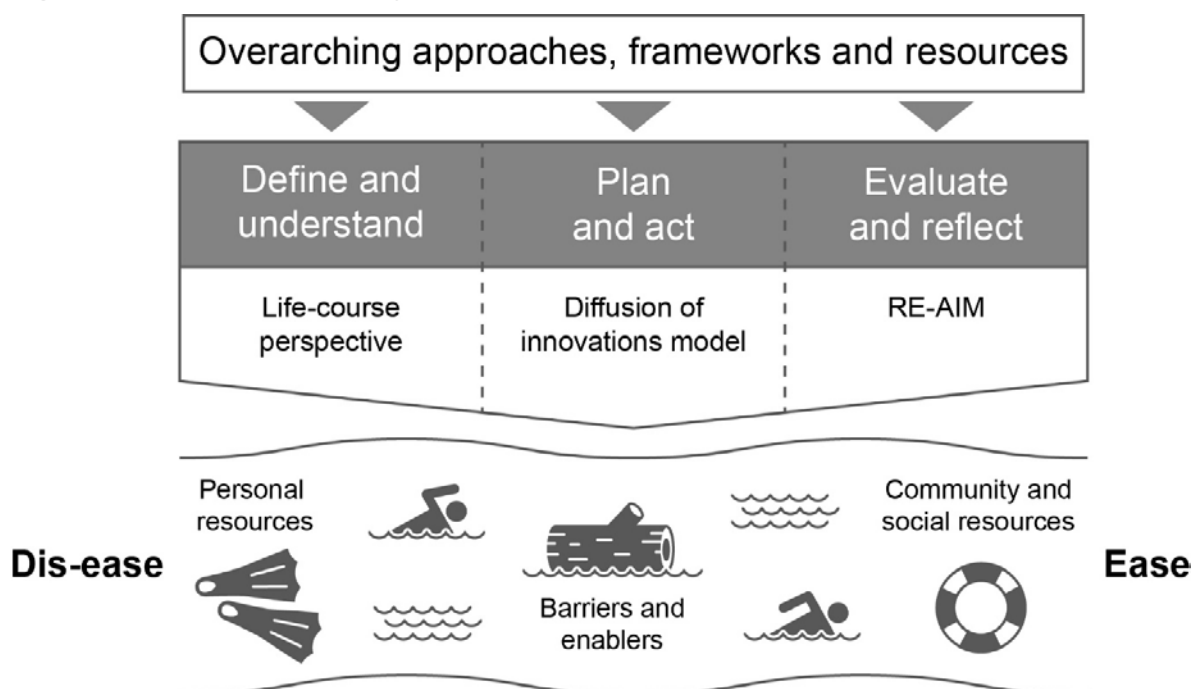 Overarching approaches, frameworks and resources
Define and
understand
Plan
and act
Evaluate
and reflect
Life-course
perspective
Diffusion of
innovations model
RE-AIM
Personal
resources
Community and
social resources
Dis-ease
Ease
Barriers and
enablers